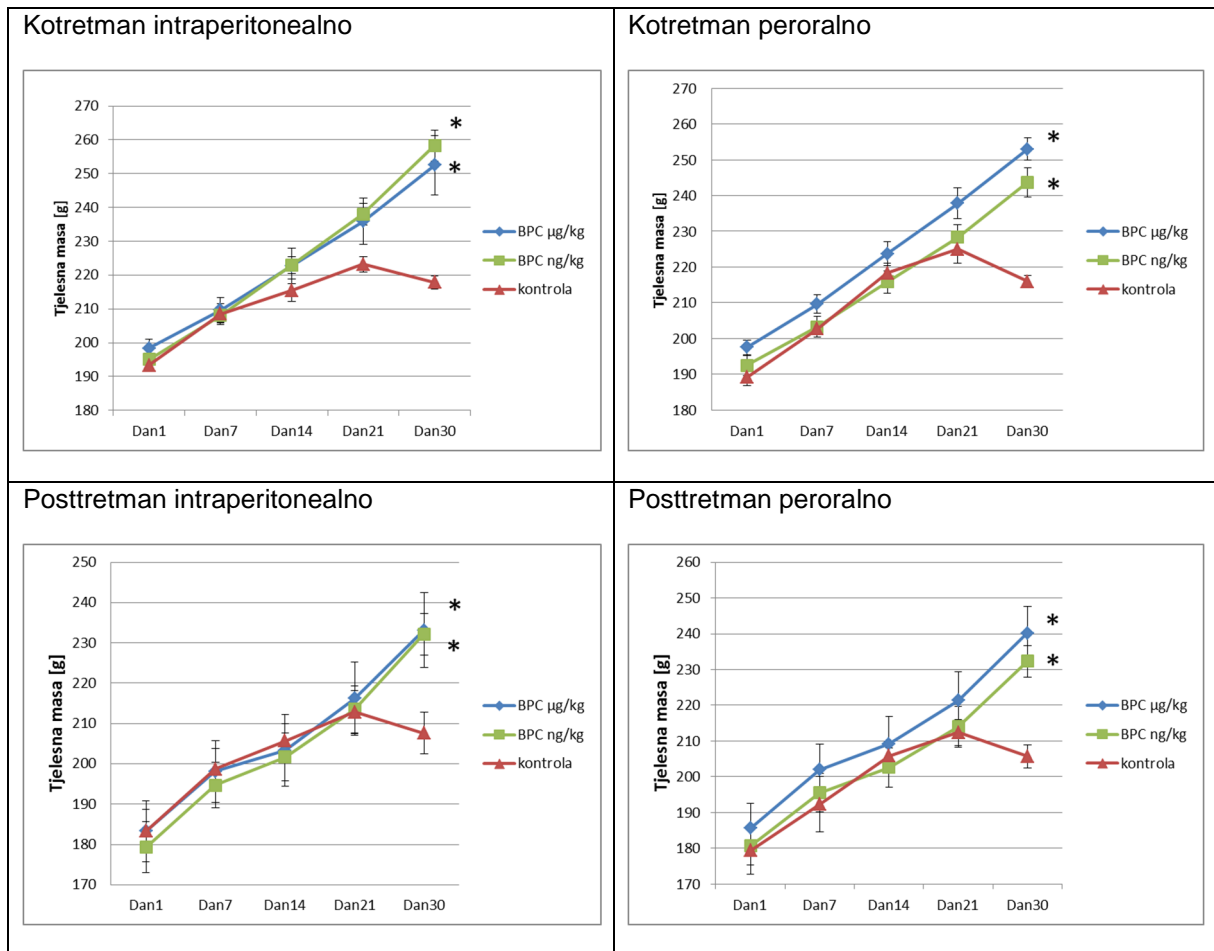 Kotretman intraperitonealno
270
260
250
240
230
220
210
200
190
180
Tjelesna masa [g]
Dan1 Dan7 Dan14 Dan21 Dan30
*
*
BPC µg/kg
BPC ng/kg
kontrola
Kotretman peroralno
270
260
250
240
230
220
210
200
190
180
Tjelesna masa [g]
Dan1 Dan7 Dan14 Dan21 Dan30
*
*
BPC µg/kg
BPC ng/kg
kontrola
Posttretman intraperitonealno
250
240
230
220
210
200
190
180
170
Tjelesna masa [g]
Dan1 Dan7 Dan14 Dan21 Dan30
*
*
BPC µg/kg
BPC ng/kg
kontrola
Posttretman peroralno
260
250
240
230
220
210
200
190
180
170
Tjelesna masa [g]
Dan1 Dan7 Dan14 Dan21 Dan30
*
*
BPC µg/kg
BPC ng/kg
kontrola